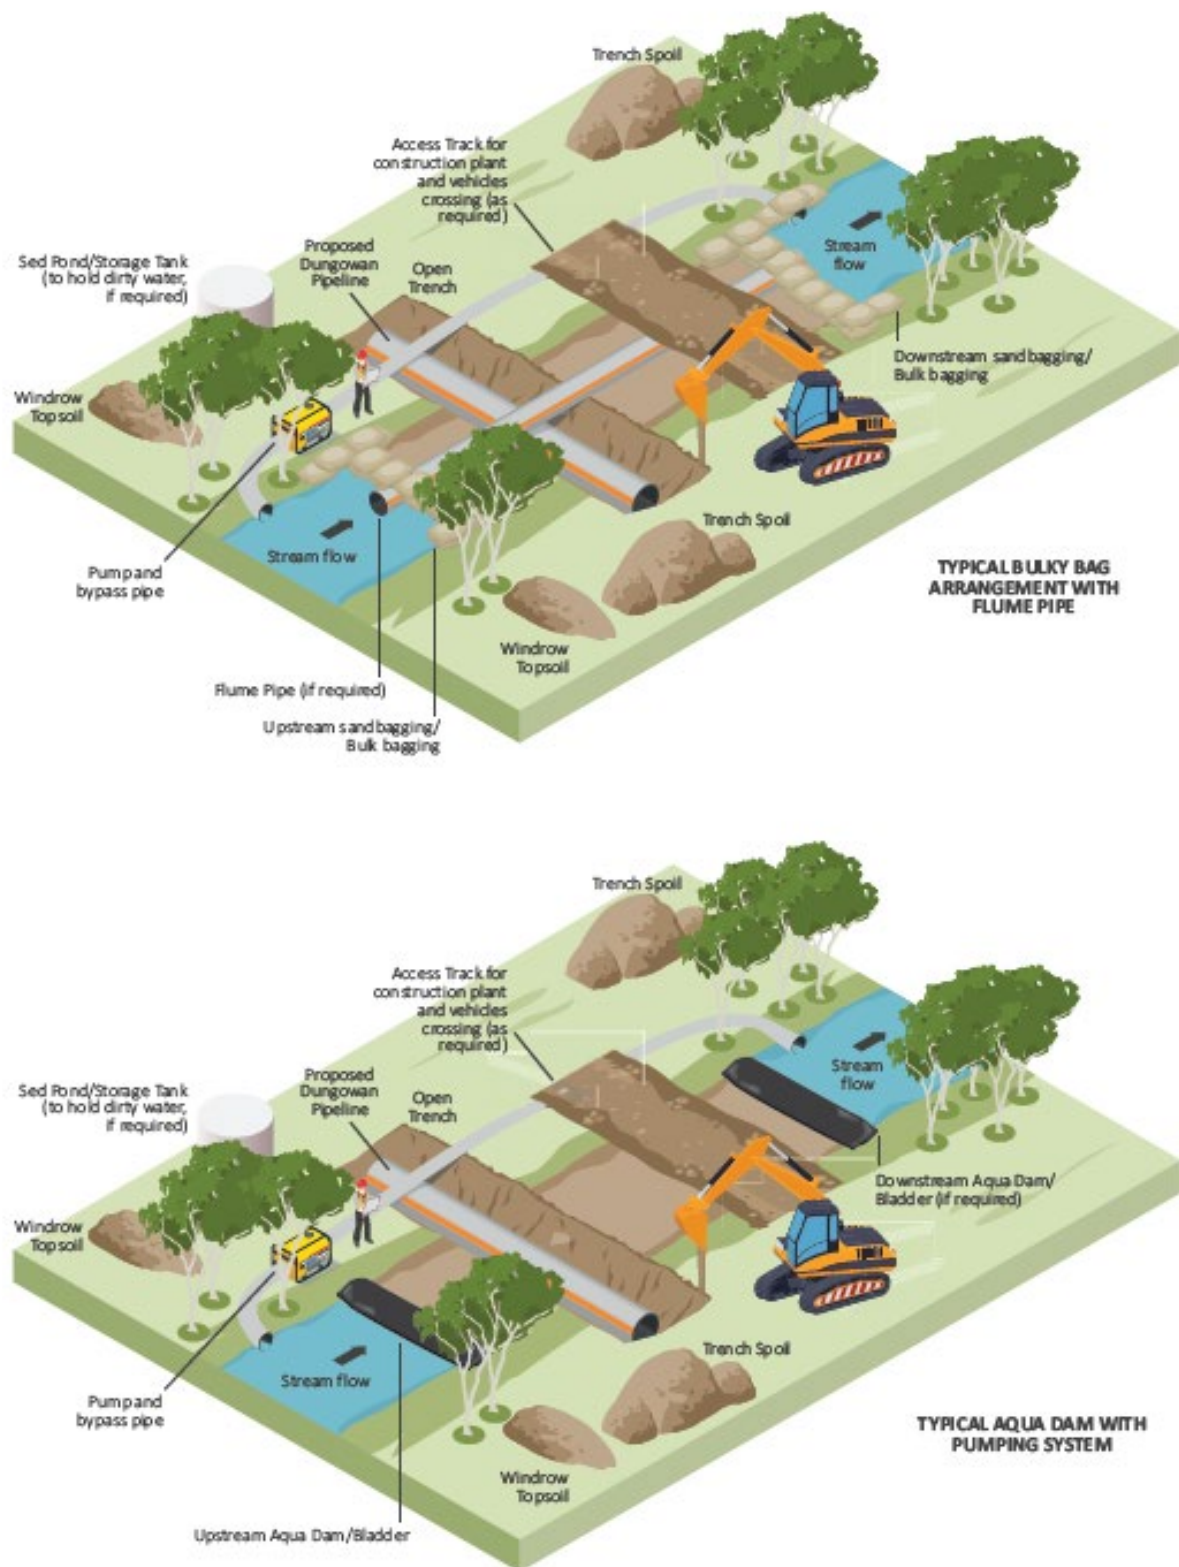 Trench Spoil
Access Track for
construction plant
and vehicles
crossing (as
required)
Proposed
Dungowan
Pipeline
Open
Trench
Sed Pond/Storage Tank
(to hold dirty water,
if required)
Windrow
Topsoil
Stream
flow
Downstream sandbagging/
Bulk bagging
Pump and
bypass pipe
Stream flow
Trench Spoil
Windrow
Topsoil
Flume Pipe (if required)
Upstream sandbagging/
Bulk bagging
TYPICAL BULKY BAG
ARRANGEMENT WITH
FLUME PIPE
Trench Spoil
Access Track for
construction plant
and vehicles
crossing (as
required)
Proposed
Dungowan
Pipeline
Open
Trench
Sed Pond/Storage Tank
(to hold dirty water,
if required)
Windrow
Topsoil
Stream
flow
Downstream Aqua Dam/
Bladder (if required)
Pump and
bypass pipe
Stream flow
Trench Spoil
Windrow
Topsoil
Upstream Aqua Dam/Bladder
TYPICAL AQUA DAM WITH
PUMPING SYSTEM